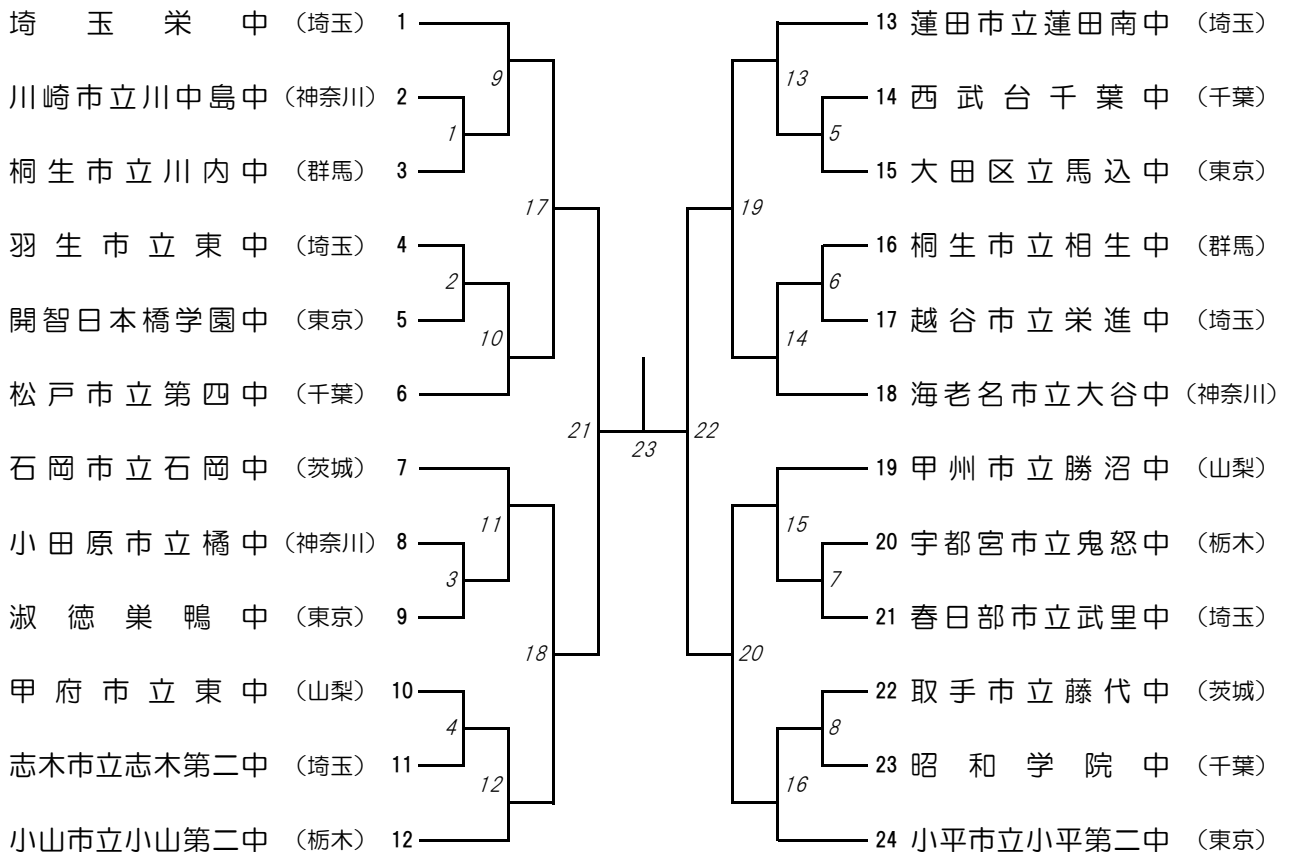 埼玉栄中 （埼玉） 1
川崎市立川中島中 （神奈川） 2
桐生市立川内中 （群馬） 3
羽生市立東中 （埼玉） 4
開智日本橋学園中 （東京） 5
松戸市立第四中 （千葉） 6
石岡市立石岡中 （茨城） 7
小田原市立橘中 （神奈川） 8
淑徳巣鴨中 （東京） 9
甲府市立東中 （山梨） 10
志木市立志木第二中 （埼玉） 11
小山市立小山第二中 （栃木） 12
9
1
17
2
10
21
11
3
18
4
12
23
13
5
19
6
14
22
15
7
20
8
16
13 蓮田市立蓮田南中 （埼玉）
14 西武台千葉中 （千葉）
15 大田区立馬込中 （東京）
16 桐生市立相生中 （群馬）
17 越谷市立栄進中 （埼玉）
18 海老名市立大谷中 （神奈川）
19 甲州市立勝沼中 （山梨）
20 宇都宮市立鬼怒中 （栃木）
21 春日部市立武里中 （埼玉）
22 取手市立藤代中 （茨城）
23 昭和学院中 （千葉）
24 小平市立小平第二中 （東京）